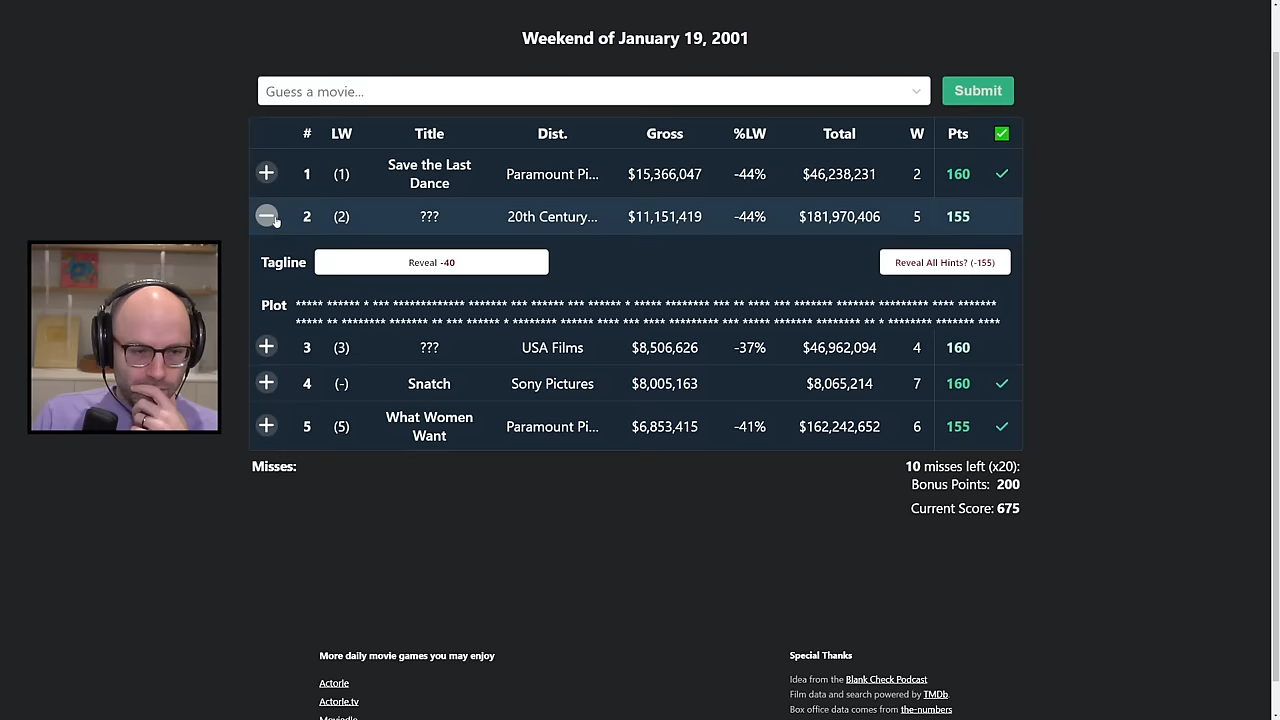 Weekend of January 19, 2001
Guess a movie...
Submit
# LW Title Dist. Gross %LW Total W Pts
1 (1) Save the Last Dance Paramount Pi... $15,366,047 -44% $46,238,231 2 160
2 (2) ??? 20th Century... $11,151,419 -44% $181,970,406 5 155
Tagline Reveal -40 Reveal All Hints? (-155)
Plot ***** ****** * *** ************* ******* *** ****** *** ****** * ***** ******** *** ** **** *** ******* ******* ********* **** *******
***** ** ******** ******* ** *** ****** * ******** ****** **** *** **** ********* *** ***** ******* ******** ** * ******** ******* ****
3 (3) ??? USA Films $8,506,626 -37% $46,962,094 4 160
4 (-) Snatch Sony Pictures $8,005,163 $8,065,214 7 160
5 (5) What Women Want Paramount Pi... $6,853,415 -41% $162,242,652 6 155
Misses:
10 misses left (x20):
Bonus Points: 200
Current Score: 675
More daily movie games you may enjoy
Actorle
Actorle.tv
Special Thanks
Idea from the Blank Check Podcast
Film data and search powered by TMDb.
Box office data comes from the-numbers